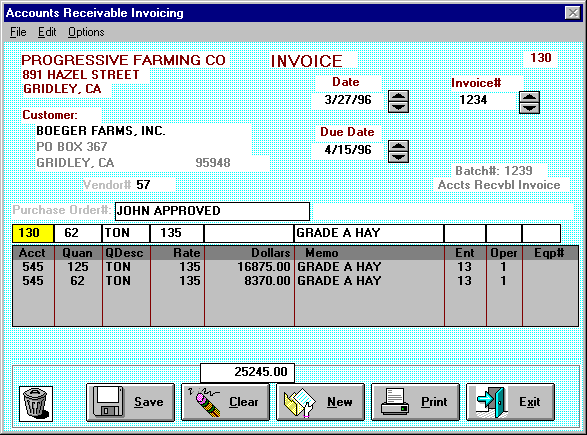 Accounts Receivable Invoicing
File Edit Options
PROGRESSIVE FARMING CO INVOICE 130
891 HAZEL STREET
GRIDLEY, CA
Date Invoice#
3/27/96 1234
Customer:
BOEGER FARMS, INC.
PO BOX 367
GRIDLEY, CA 95948
Due Date
4/15/96
Batch#: 1239
Vendor# 57 Accts Recvbl Invoice
Purchase Order#: JOHN APPROVED
130 62 TON 135 GRADE A HAY
Acct Quan QDesc Rate Dollars Memo Ent Oper Eqp#
545 125 TON 135 16875.00 GRADE A HAY 13 1
545 62 TON 135 8370.00 GRADE A HAY 13 1
25245.00
Save Clear New Print Exit